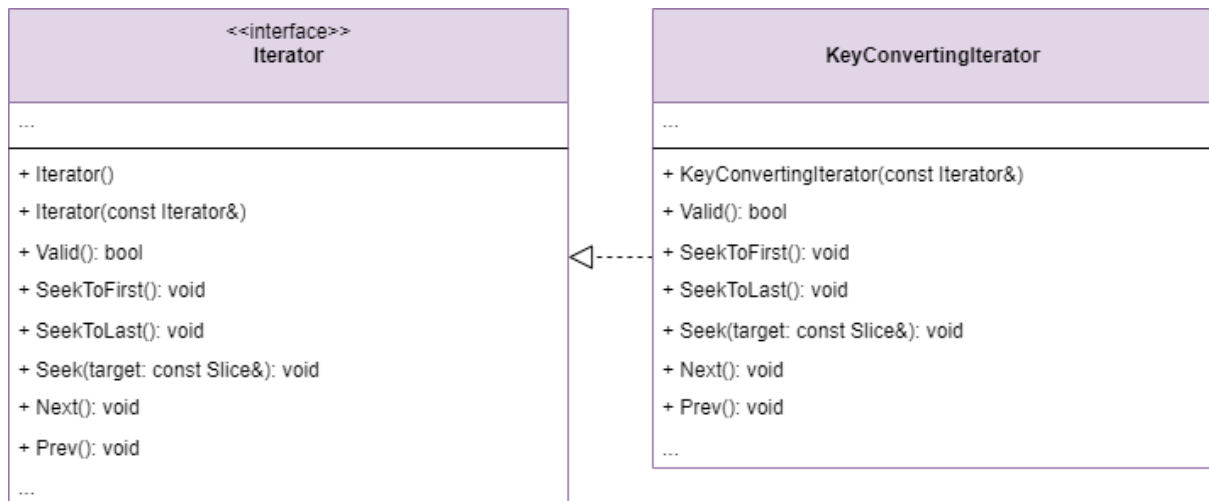 <<interface>>
Iterator
...
+ Iterator()
+ Iterator(const Iterator&)
+ Valid(): bool
+ SeekToFirst(): void
+ SeekToLast(): void
+ Seek(target: const Slice&): void
+ Next(): void
+ Prev(): void
...
KeyConvertingIterator
...
+ KeyConvertingIterator(const Iterator&)
+ Valid(): bool
+ SeekToFirst(): void
+ SeekToLast(): void
+ Seek(target: const Slice&): void
+ Next(): void
+ Prev(): void
...